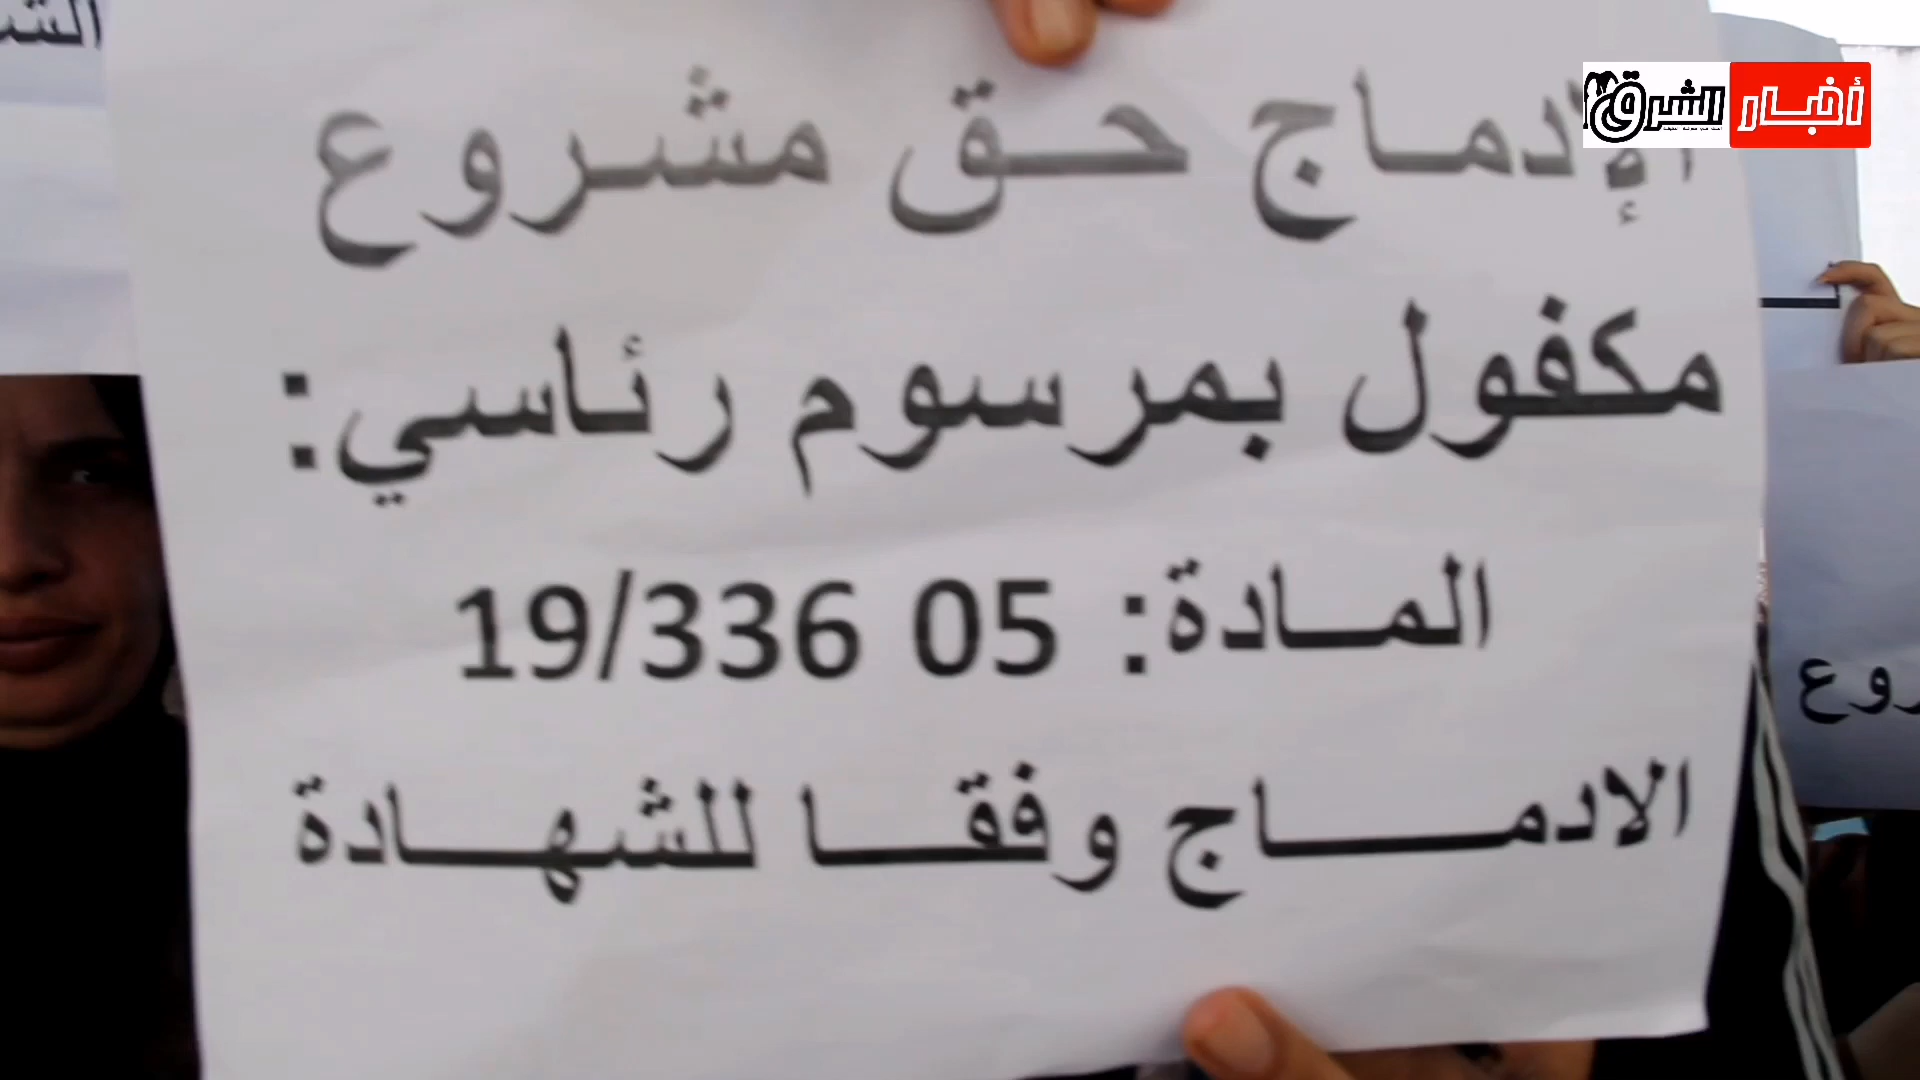 أخبار الشرق
الإدماج حق مشروع
مكفول بمرسوم رئاسي:
المادة: 05 19/336
الادماج وفقا للشهادة